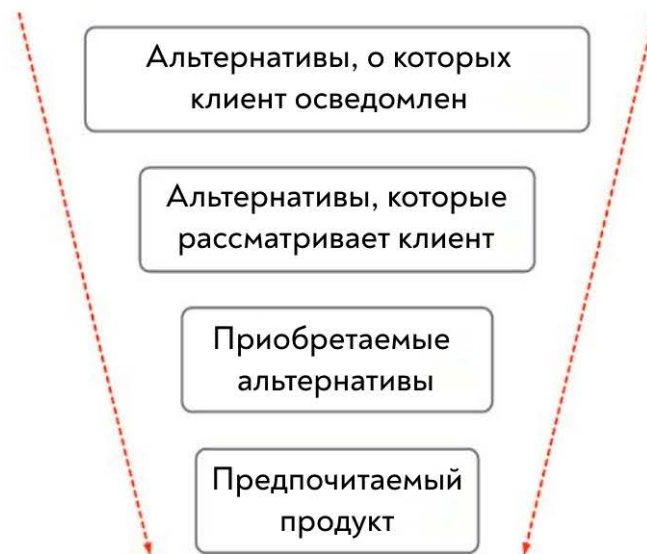 Альтернативы, о которых
клиент осведомлен
Альтернативы, которые
рассматривает клиент
Приобретаемые
альтернативы
Предпочитаемый
продукт